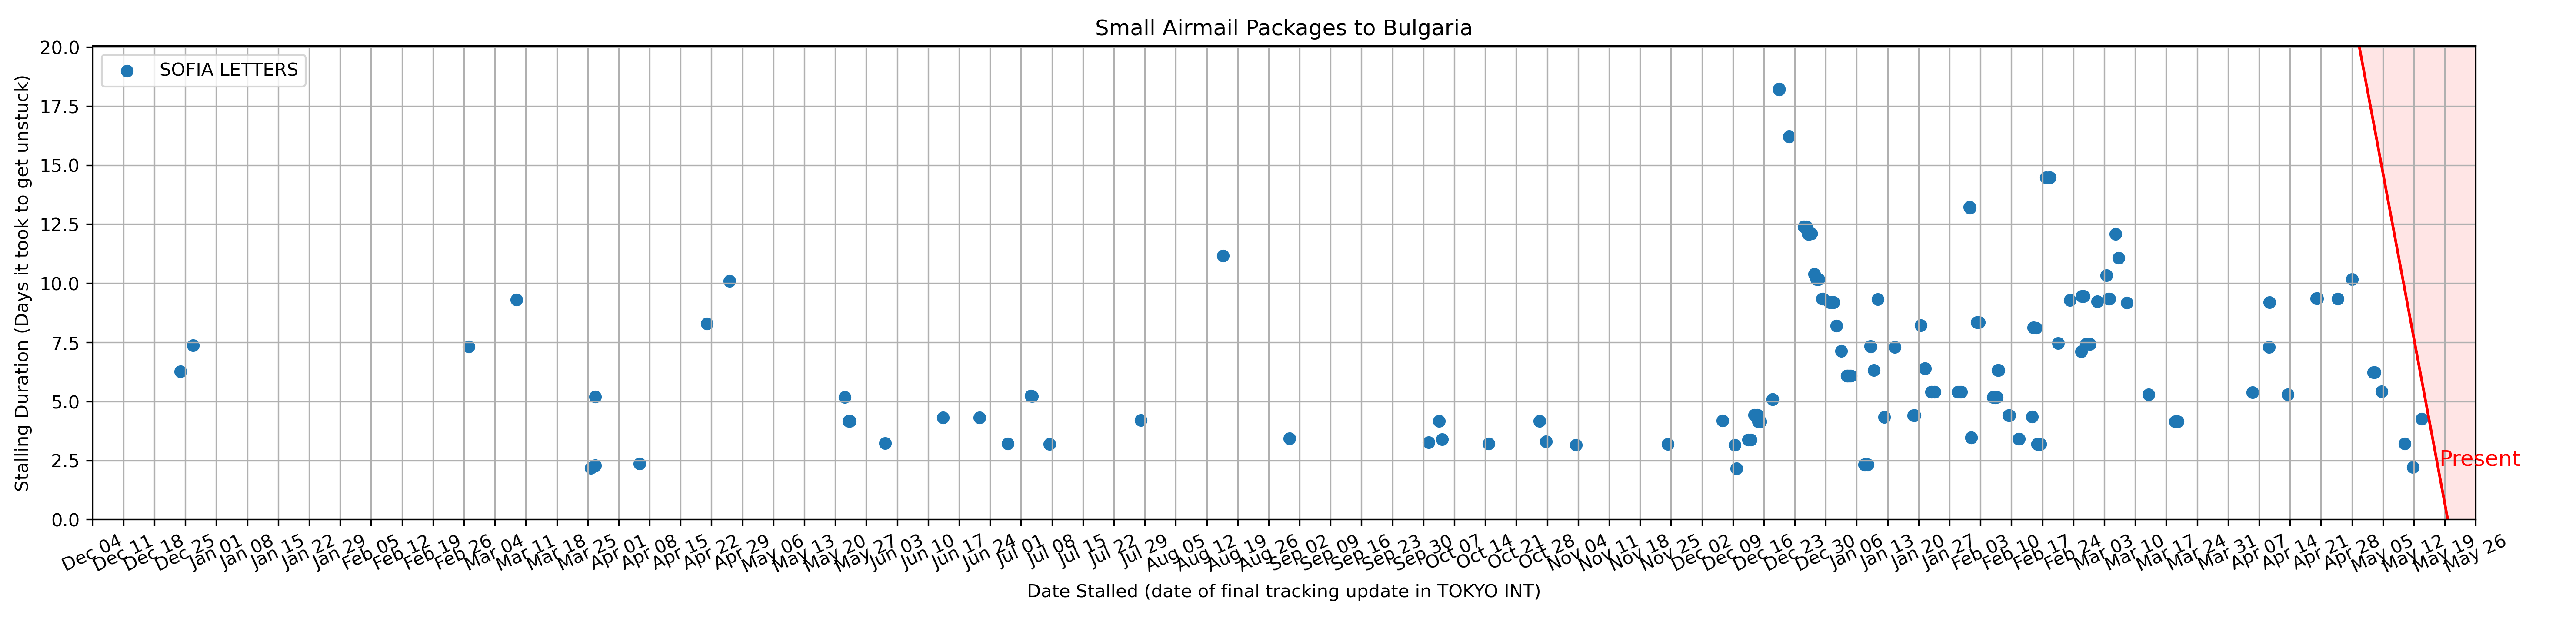 Small Airmail Packages to Bulgaria
SOFIA LETTERS
Stalling Duration (Days it took to get unstuck)
20.0
17.5
15.0
12.5
10.0
7.5
5.0
2.5
0.0
Present
Dec 04 Dec 11 Dec 18 Dec 25 Jan 01 Jan 08 Jan 15 Jan 22 Jan 29 Feb 05 Feb 12 Feb 19 Feb 26 Mar 04 Mar 11 Mar 18 Mar 25 Apr 01 Apr 08 Apr 15 Apr 22 Apr 29 May 06 May 13 May 20 May 27 Jun 03 Jun 10 Jun 17 Jun 24 Jul 01 Jul 08 Jul 15 Jul 22 Jul 29 Aug 05 Aug 12 Aug 19 Aug 26 Sep 02 Sep 09 Sep 16 Sep 23 Sep 30 Oct 07 Oct 14 Oct 21 Oct 28 Nov 04 Nov 11 Nov 18 Nov 25 Dec 02 Dec 09 Dec 16 Dec 23 Dec 30 Jan 06 Jan 13 Jan 20 Jan 27 Feb 03 Feb 10 Feb 17 Feb 24 Mar 03 Mar 10 Mar 17 Mar 24 Mar 31 Apr 07 Apr 14 Apr 21 Apr 28 May 05 May 12 May 19 May 26
Date Stalled (date of final tracking update in TOKYO INT)